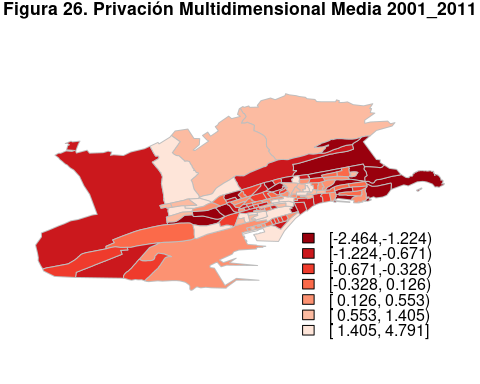 Figura 26. Privación Multidimensional Media 2001_2011
[-2.464,-1.224)
[-1.224,-0.671)
[-0.671,-0.328)
[-0.328, 0.126)
[ 0.126, 0.553)
[ 0.553, 1.405)
[ 1.405, 4.791]